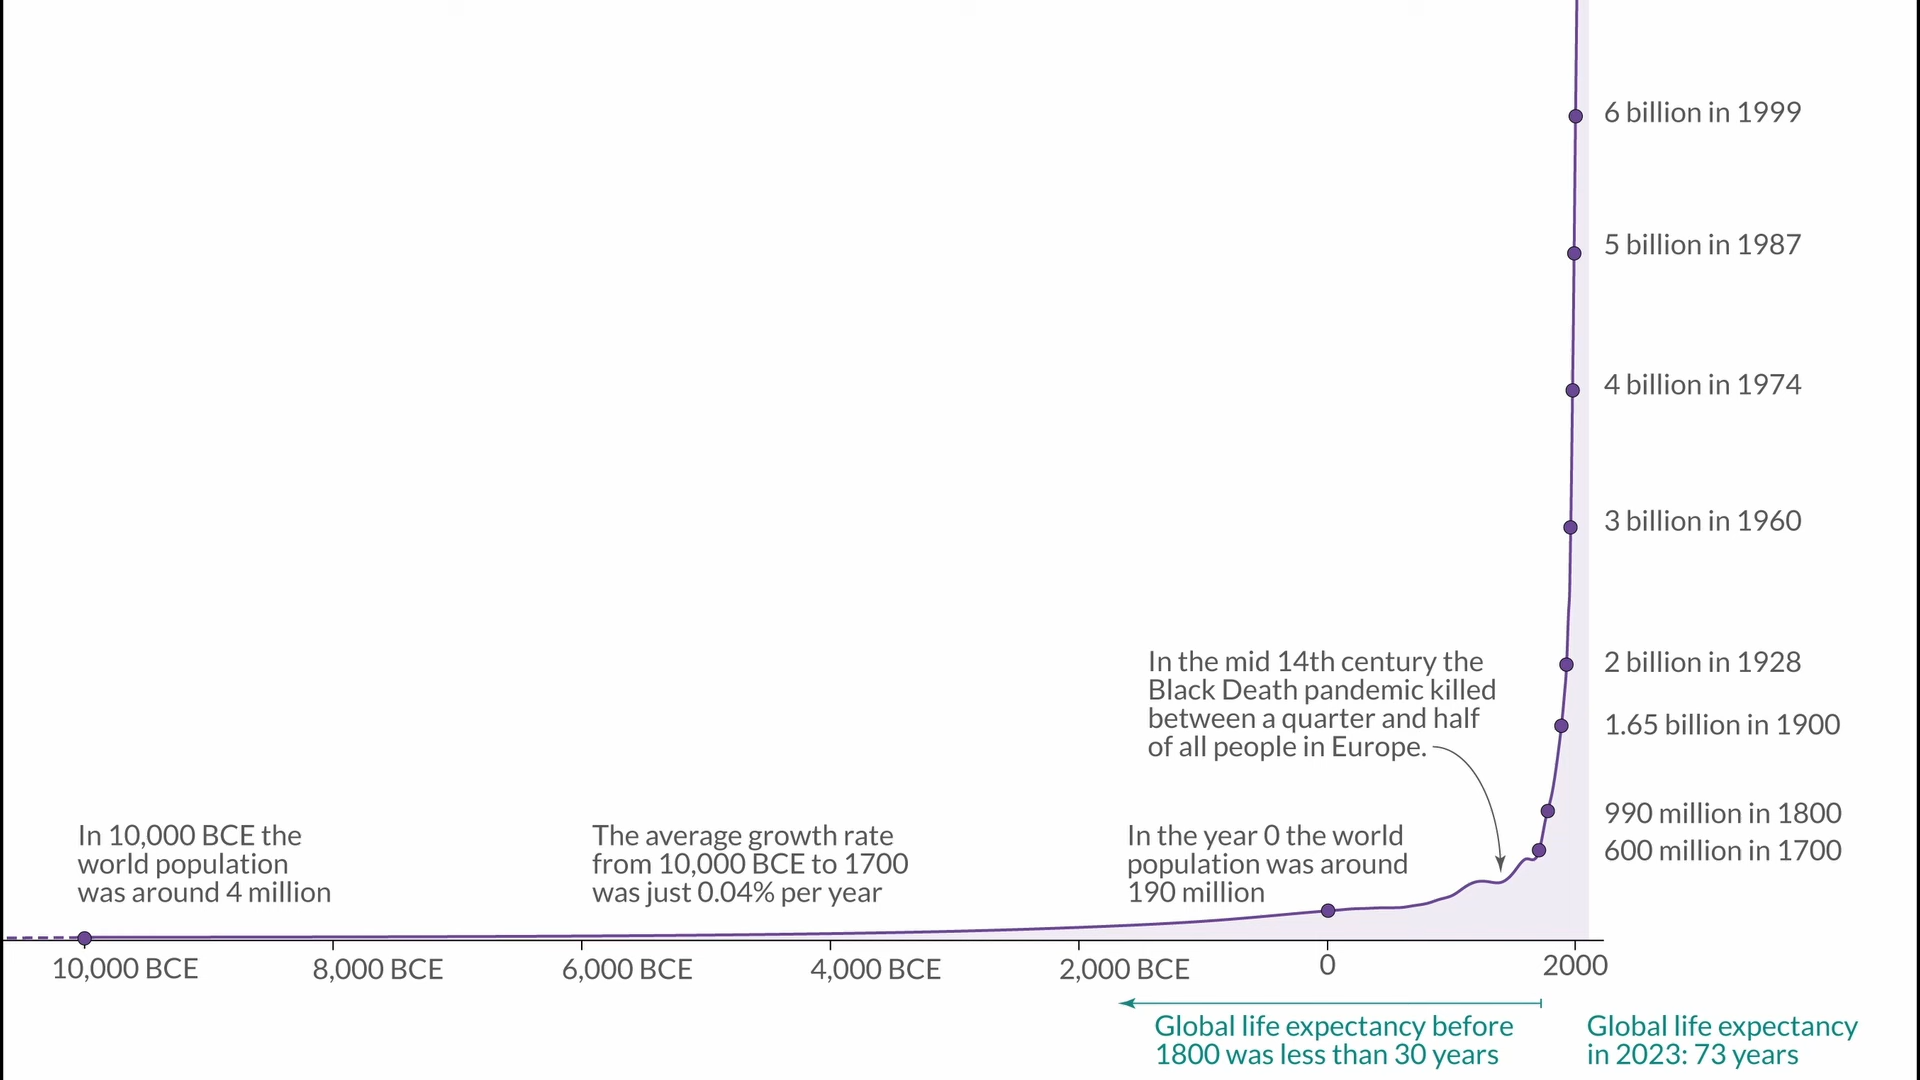 6 billion in 1999
5 billion in 1987
4 billion in 1974
3 billion in 1960
2 billion in 1928
1.65 billion in 1900
990 million in 1800
600 million in 1700
In the mid 14th century the
Black Death pandemic killed
between a quarter and half
of all people in Europe.
In 10,000 BCE the
world population
was around 4 million
The average growth rate
from 10,000 BCE to 1700
was just 0.04% per year
In the year 0 the world
population was around
190 million
10,000 BCE
8,000 BCE
6,000 BCE
4,000 BCE
2,000 BCE
0
2000
Global life expectancy before
1800 was less than 30 years
Global life expectancy
in 2023: 73 years